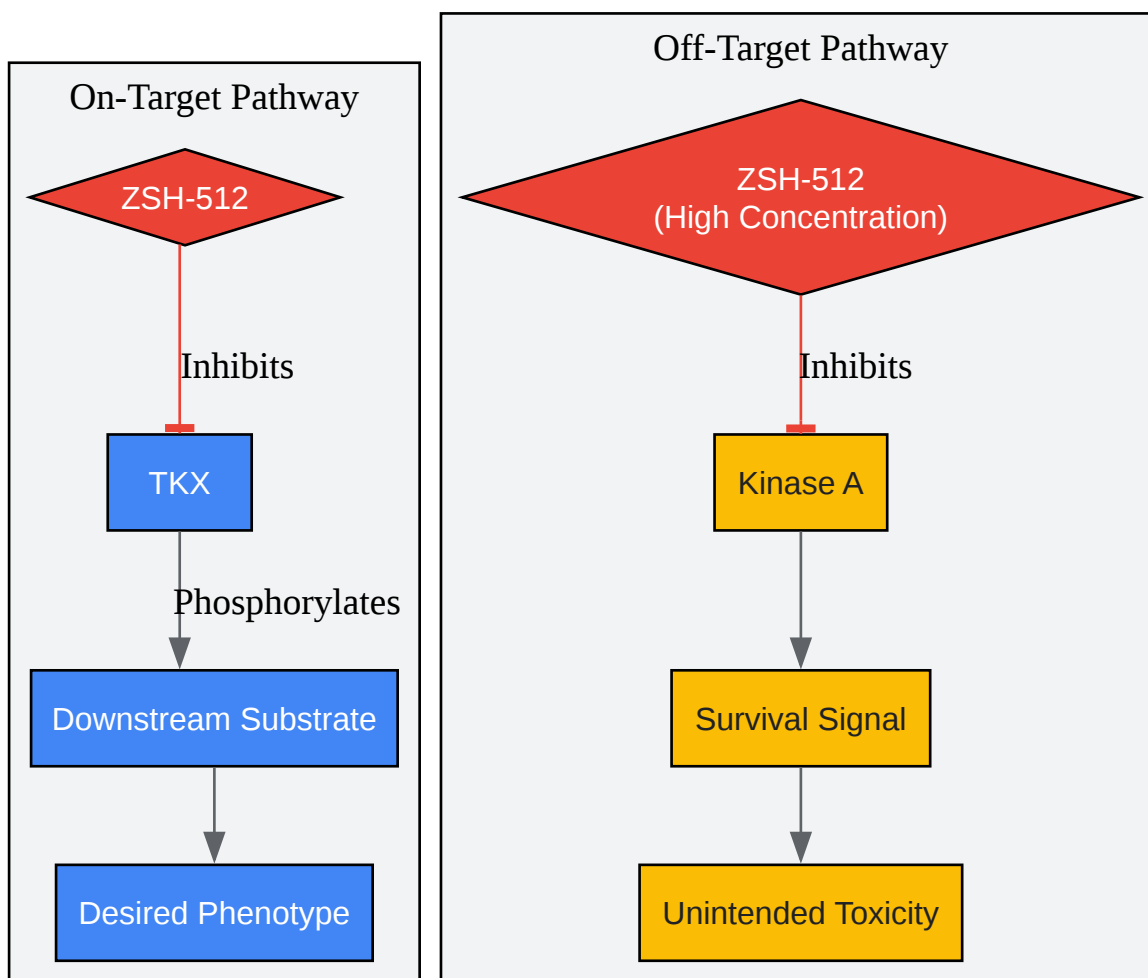 On-Target Pathway
ZSH-512
Inhibits
TKX
Phosphorylates
Downstream Substrate
Desired Phenotype
Off-Target Pathway
ZSH-512
(High Concentration)
Inhibits
Kinase A
Survival Signal
Unintended Toxicity